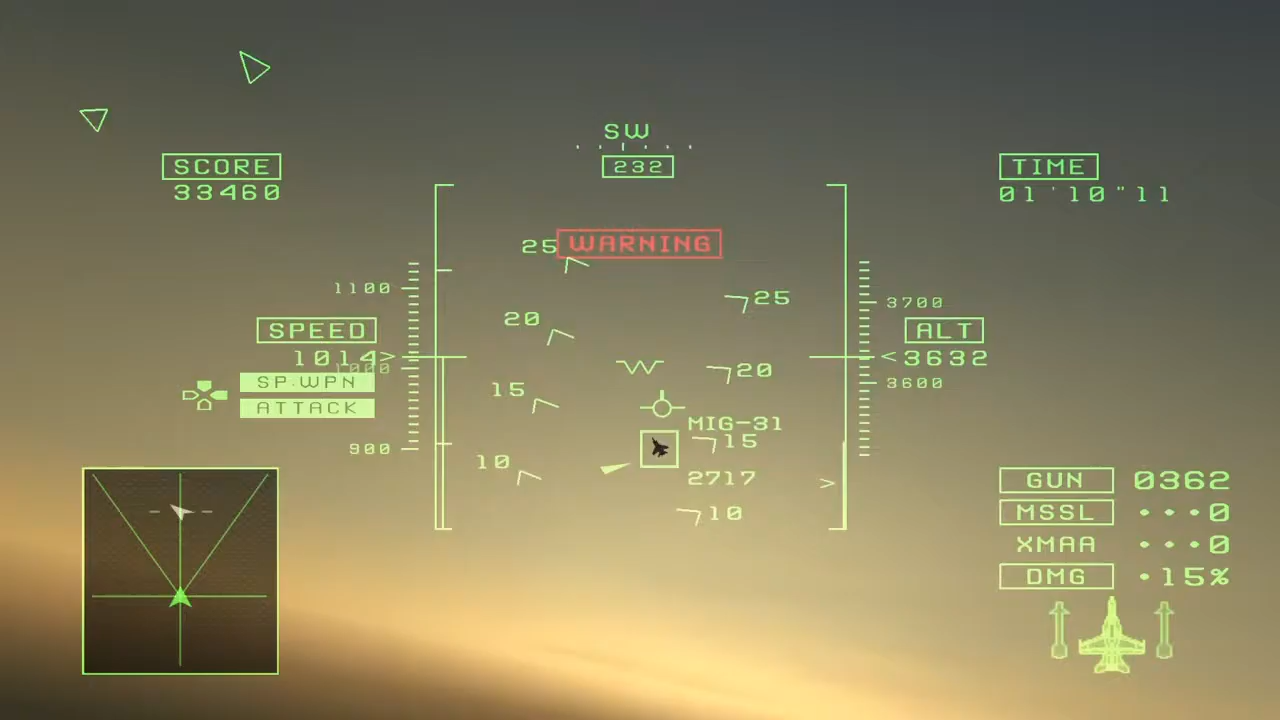 SW
232
SCORE
33460
TIME
01'10"11
WARNING
25
25
20
20
15
15
10
10
1100
1000
900
SPEED
1014>
SP.WPN
ATTACK
3700
3600
ALT
<3632
MIG-31
2717
>
GUN 0362
MSSL ···0
XMAA ···0
DMG ·15%